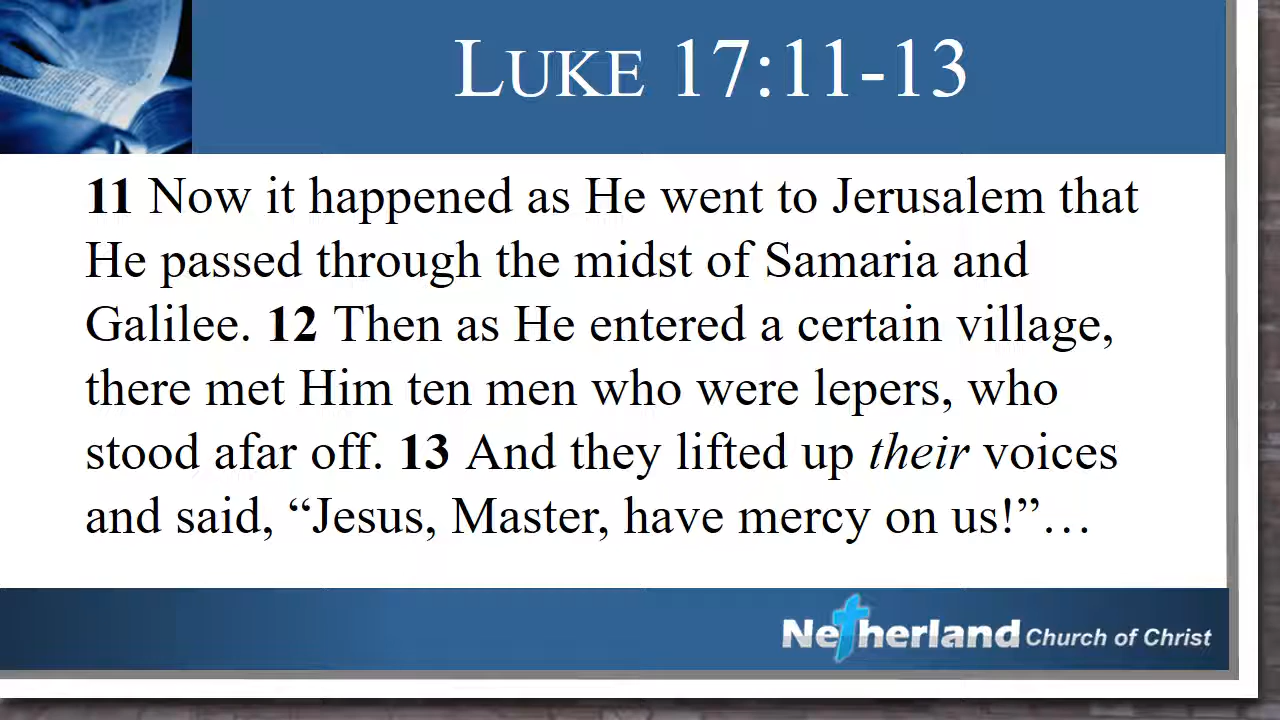 LUKE 17:11-13
11 Now it happened as He went to Jerusalem that
He passed through the midst of Samaria and
Galilee. 12 Then as He entered a certain village,
there met Him ten men who were lepers, who
stood afar off. 13 And they lifted up their voices
and said, “Jesus, Master, have mercy on us!”…
Netherland Church of Christ